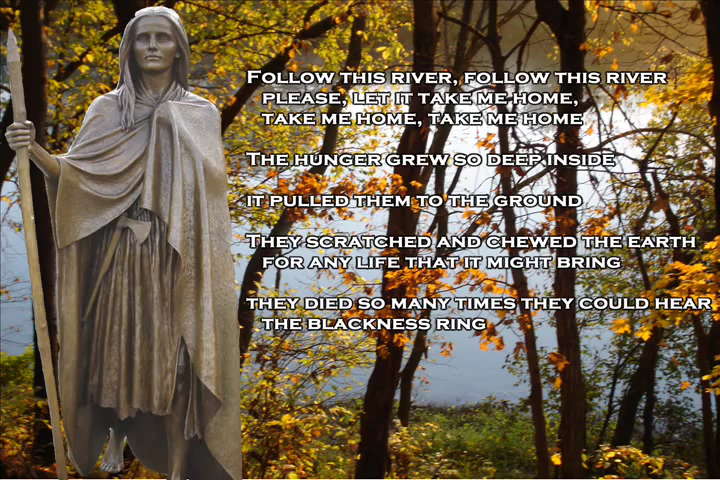 Follow this river, follow this river
please, let it take me home,
take me home, take me home
The hunger grew so deep inside
it pulled them to the ground
They scratched and chewed the earth
for any life that it might bring
they died so many times they could hear
the blackness ring